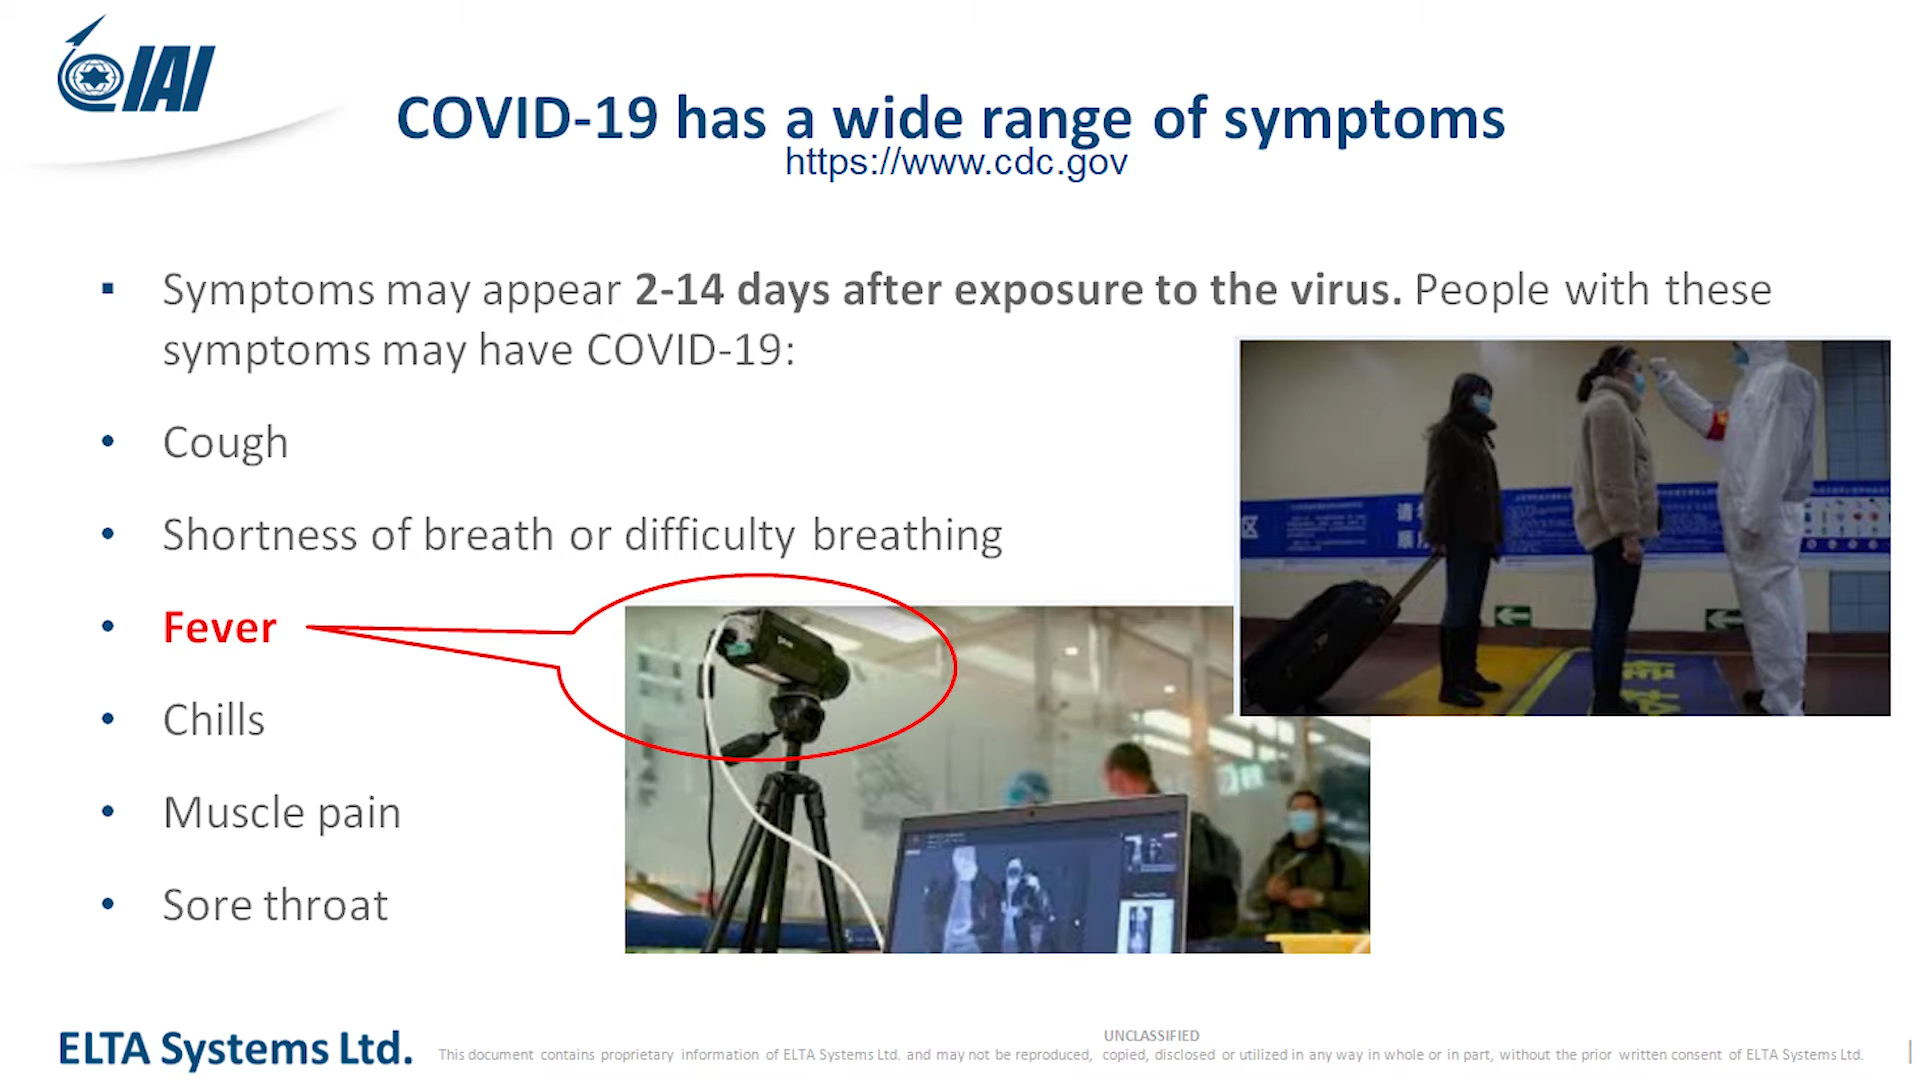 IAI
COVID-19 has a wide range of symptoms
https://www.cdc.gov
▪ Symptoms may appear 2-14 days after exposure to the virus. People with these
symptoms may have COVID-19:
• Cough
• Shortness of breath or difficulty breathing
• Fever
• Chills
• Muscle pain
• Sore throat
区
请
ELTA Systems Ltd.
UNCLASSIFIED
This document contains proprietary information of ELTA Systems Ltd. and may not be reproduced, copied, disclosed or utilized in any way in whole or in part, without the prior written consent of ELTA Systems Ltd.